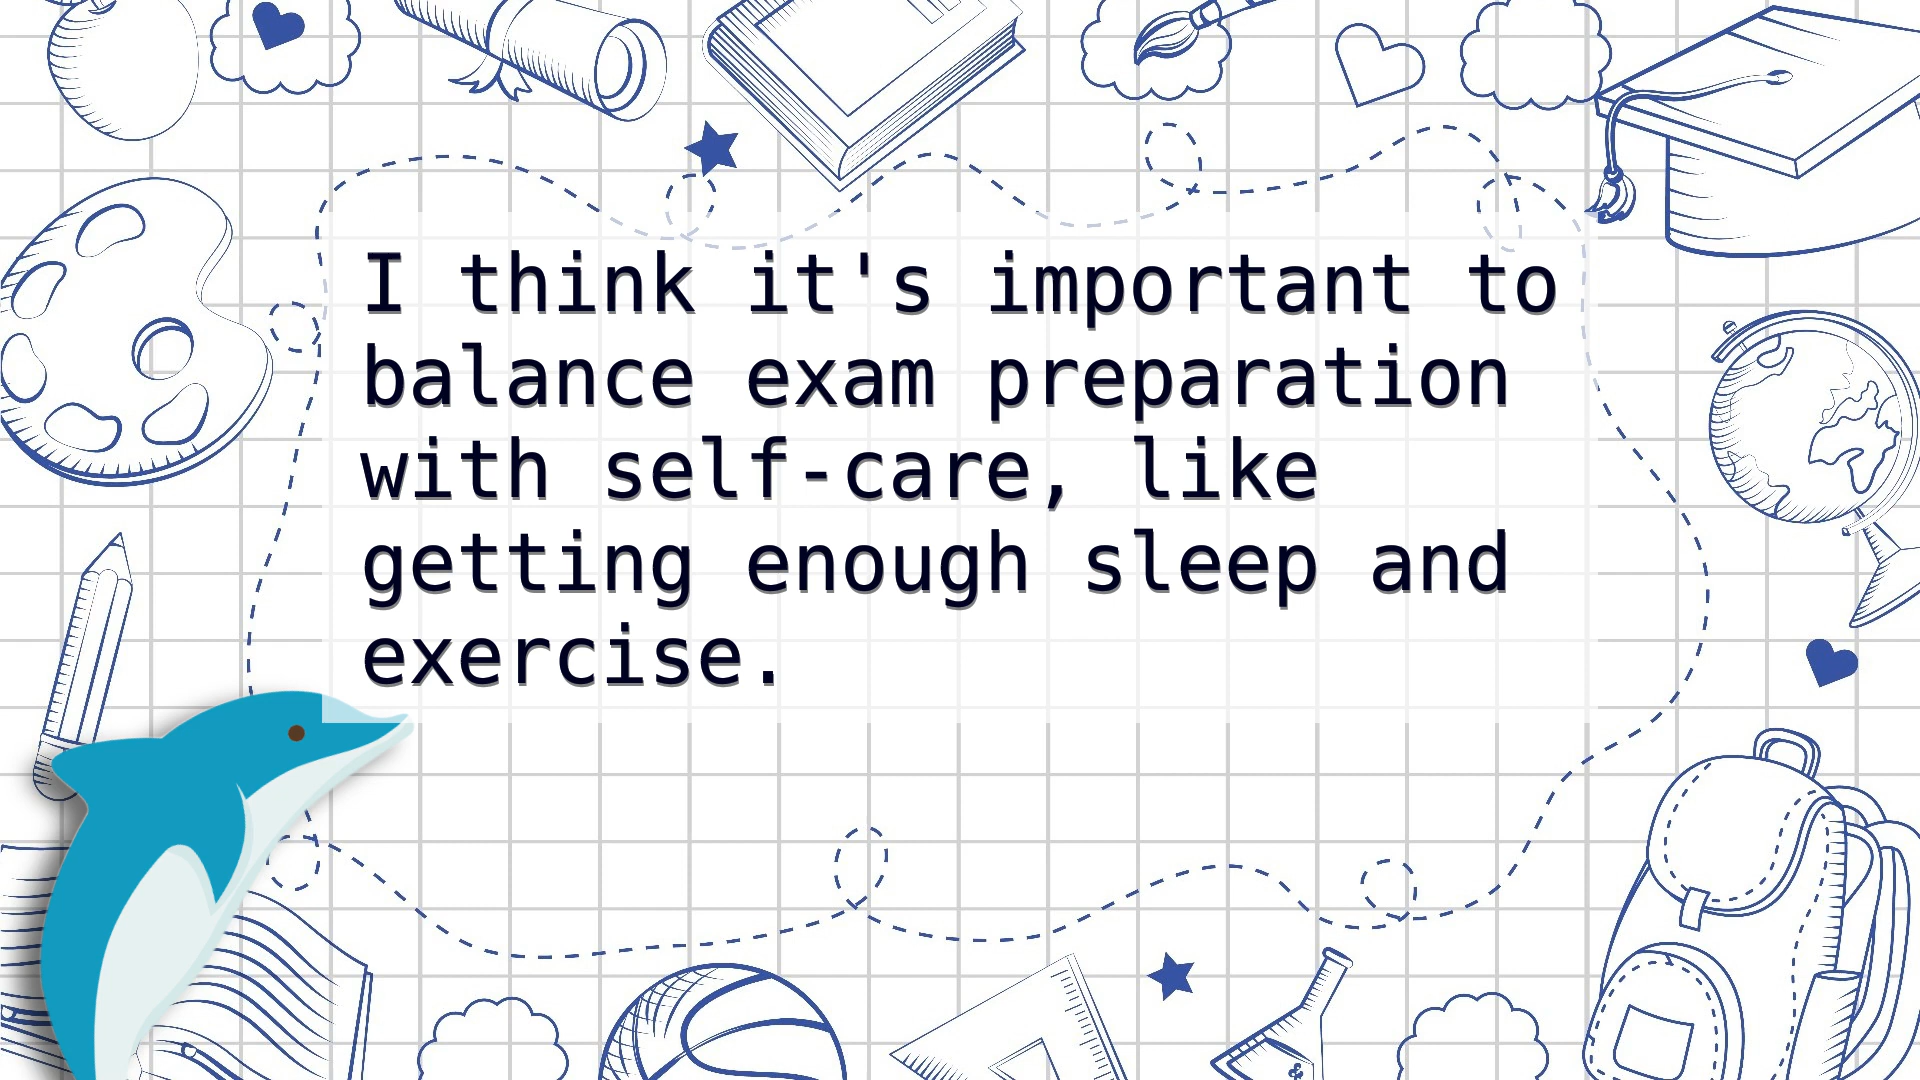 I think it's important to
balance exam preparation
with self-care, like
getting enough sleep and
exercise.